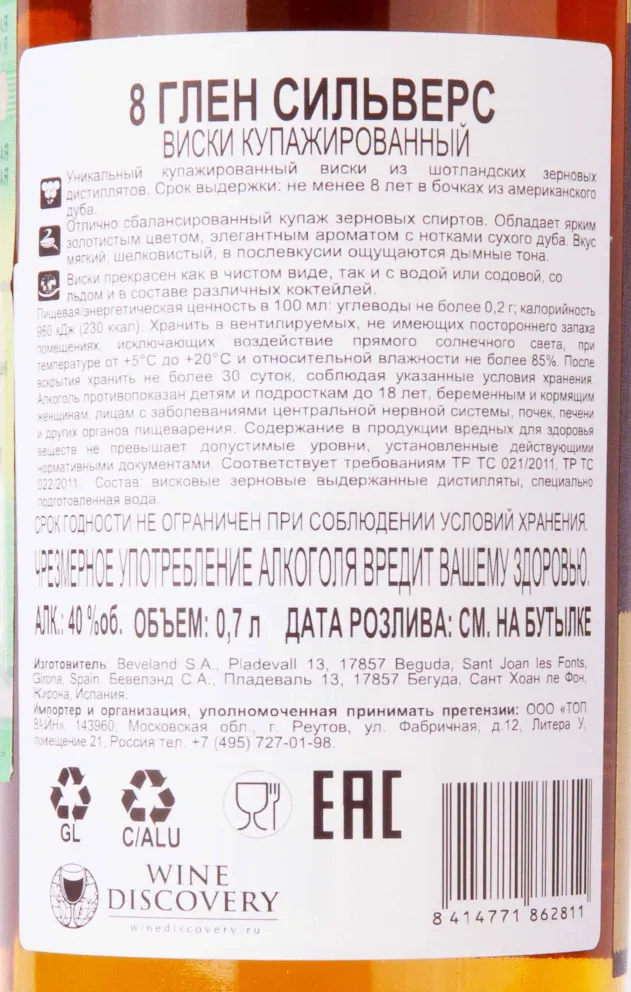 8 ГЛЕН СИЛЬВЕРС
ВИСКИ КУПАЖИРОВАННЫЙ
Уникальный купажированный виски из шотландских зерновых
дистиллятов. Срок выдержки: не менее 8 лет в бочках из американского
дуба.
Отлично сбалансированный купаж зерновых спиртов. Обладает ярким
золотистым цветом, элегантным ароматом с нотками сухого дуба. Вкус
мягкий, шелковистый, в послевкусии ощущаются дымные тона.
Виски прекрасен как в чистом виде, так и с водой или содовой, со
льдом и в составе различных коктейлей.
Пищевая/энергетическая ценность в 100 мл: углеводы не более 0,2 г; калорийность
960 кДж (230 ккал). Хранить в вентилируемых, не имеющих постороннего запаха
помещениях, исключающих воздействие прямого солнечного света, при
температуре от +5°С до +20°С и относительной влажности не более 85%. После
вскрытия хранить не более 30 суток, соблюдая указанные условия хранения.
Алкоголь противопоказан детям и подросткам до 18 лет, беременным и кормящим
женщинам, лицам с заболеваниями центральной нервной системы, почек, печени
и других органов пищеварения. Содержание в продукции вредных для здоровья
веществ не превышает допустимые уровни, установленные действующими
нормативными документами. Соответствует требованиям ТР ТС 021/2011, ТР ТС
022/2011. Состав: висковые зерновые выдержанные дистилляты, специально
подготовленная вода.
СРОК ГОДНОСТИ НЕ ОГРАНИЧЕН ПРИ СОБЛЮДЕНИИ УСЛОВИЙ ХРАНЕНИЯ.
ЧРЕЗМЕРНОЕ УПОТРЕБЛЕНИЕ АЛКОГОЛЯ ВРЕДИТ ВАШЕМУ ЗДОРОВЬЮ.
АЛК.: 40 %об. ОБЪЕМ: 0,7 л ДАТА РОЗЛИВА: СМ. НА БУТЫЛКЕ
Изготовитель: Beveland S.A., Pladevall 13, 17857 Beguda, Sant Joan les Fonts,
Girona, Spain. Бевелэнд С.А., Пладеваль 13, 17857 Бегуда, Сант Хоан ле Фон,
Жирона, Испания.
Импортер и организация, уполномоченная принимать претензии: ООО «ТОП
ВАЙН», 143960, Московская обл., г. Реутов, ул. Фабричная, д.12, Литера У,
помещение 21. Россия тел. +7 (495) 727-01-98.
GL
C/ALU
EAC
WINE
DISCOVERY
winediscovery.ru
8 414771 862811